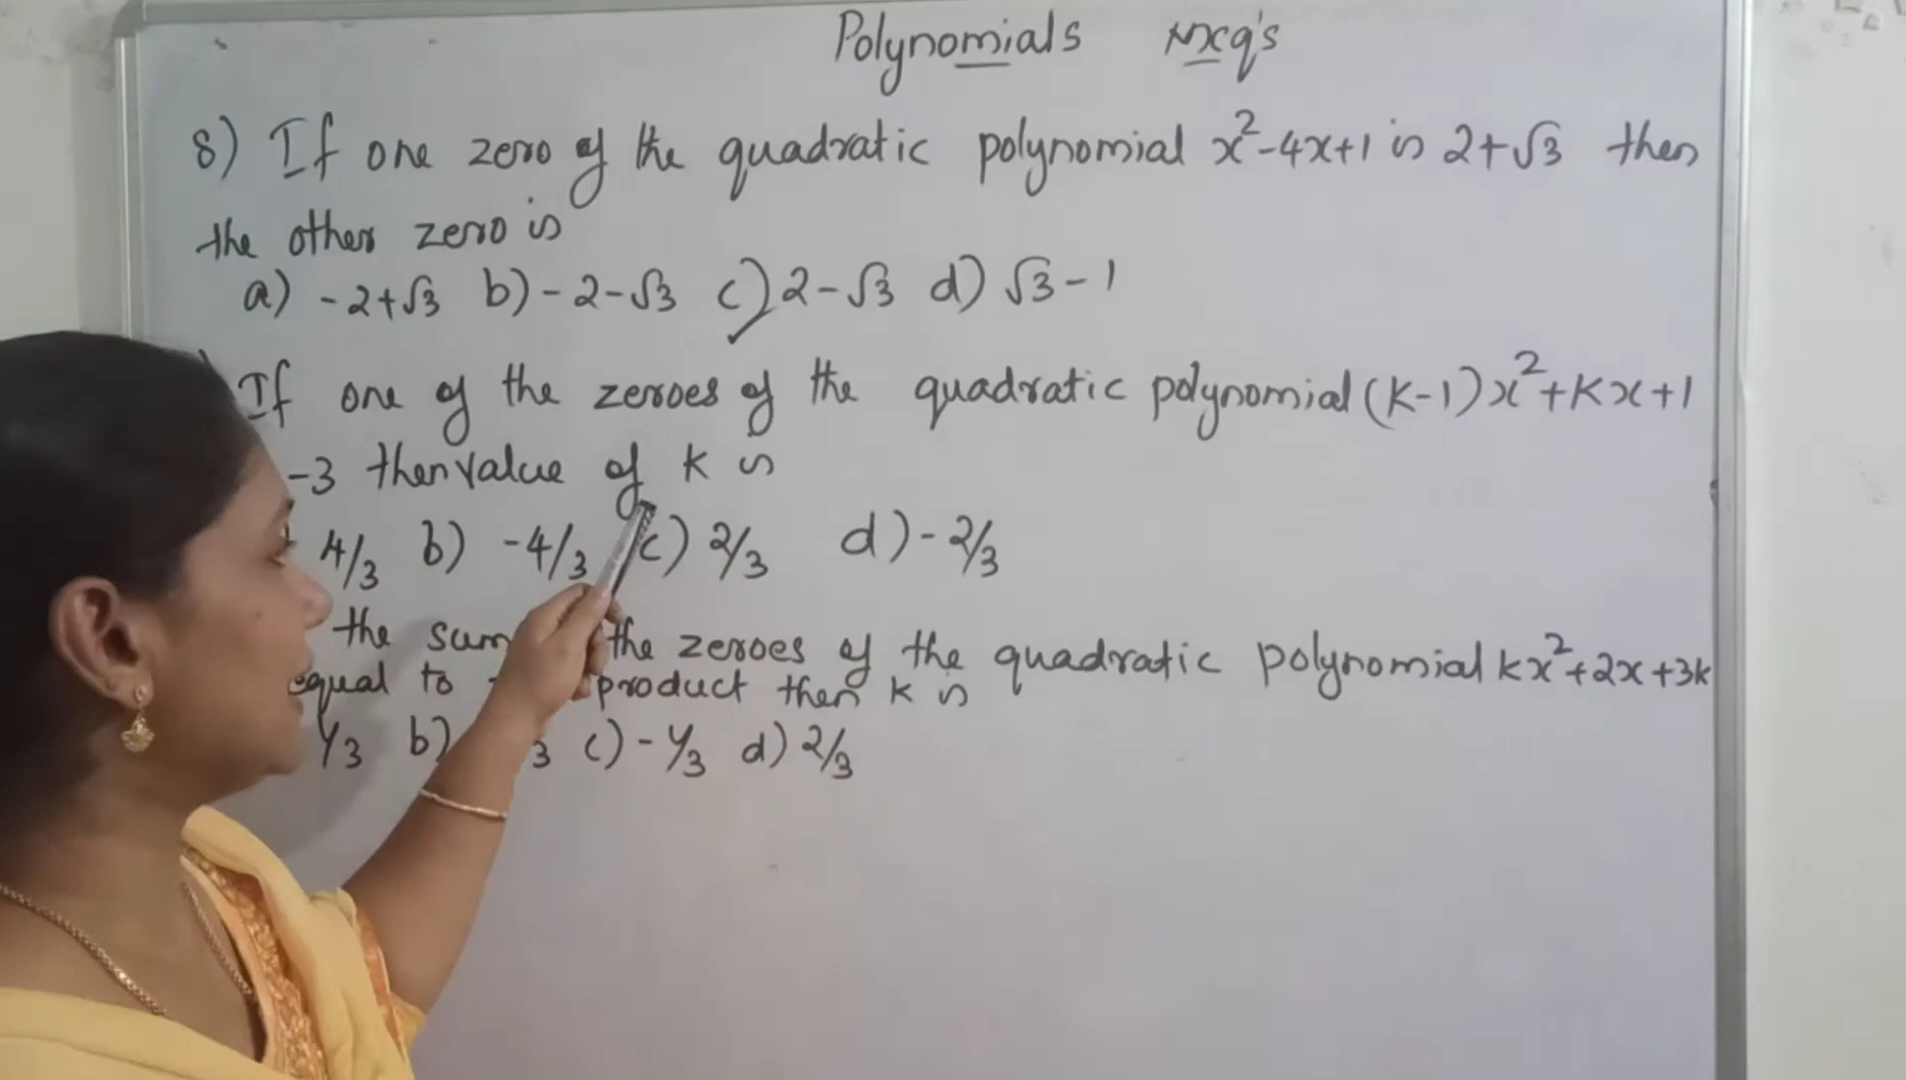 Polynomials Mcq's
8) If one zero of the quadratic polynomial x²-4x+1 is 2+√3 then
the other zero is
a) -2+√3 b) -2-√3 c) 2-√3 d) √3-1
If one of the zeroes of the quadratic polynomial (k-1)x²+kx+1
-3 then value of k is
4/3 b) -4/3 c) 2/3 d) -2/3
the sum the zeroes of the quadratic polynomial kx²+2x+3k
equal to product then k is
1/3 b) 3 c) -1/3 d) 2/3